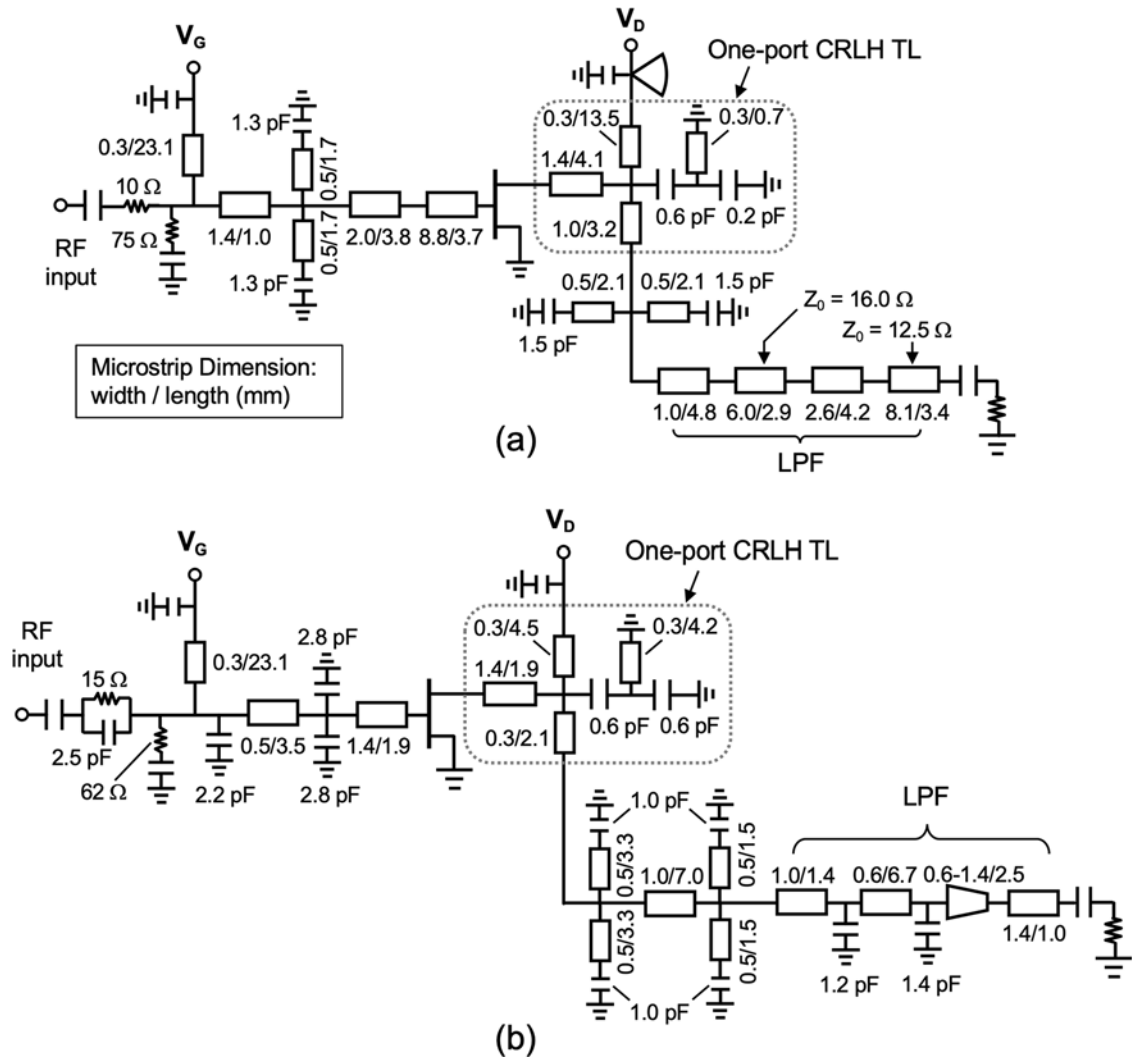 V_G
V_D
One-port CRLH TL
1.3 pF
0.5/1.7
0.3/13.5
0.3/0.7
0.3/23.1
1.4/4.1
10 Ω
RF
input
75 Ω
1.4/1.0
0.5/1.7
1.3 pF
2.0/3.8
8.8/3.7
0.6 pF
0.2 pF
1.0/3.2
0.5/2.1
0.5/2.1
1.5 pF
1.5 pF
Z_0 = 16.0 Ω
Z_0 = 12.5 Ω
Microstrip Dimension:
width / length (mm)
1.0/4.8
6.0/2.9
2.6/4.2
8.1/3.4
LPF
(a)
V_G
V_D
One-port CRLH TL
RF
input
15 Ω
2.5 pF
62 Ω
0.3/23.1
2.2 pF
0.5/3.5
2.8 pF
2.8 pF
1.4/1.9
0.3/4.5
0.3/4.2
1.4/1.9
0.6 pF
0.6 pF
0.3/2.1
1.0 pF
0.5/3.3
0.5/1.5
1.0/7.0
0.5/3.3
0.5/1.5
1.0 pF
LPF
1.0/1.4
0.6/6.7
0.6-1.4/2.5
1.4/1.0
1.2 pF
1.4 pF
(b)